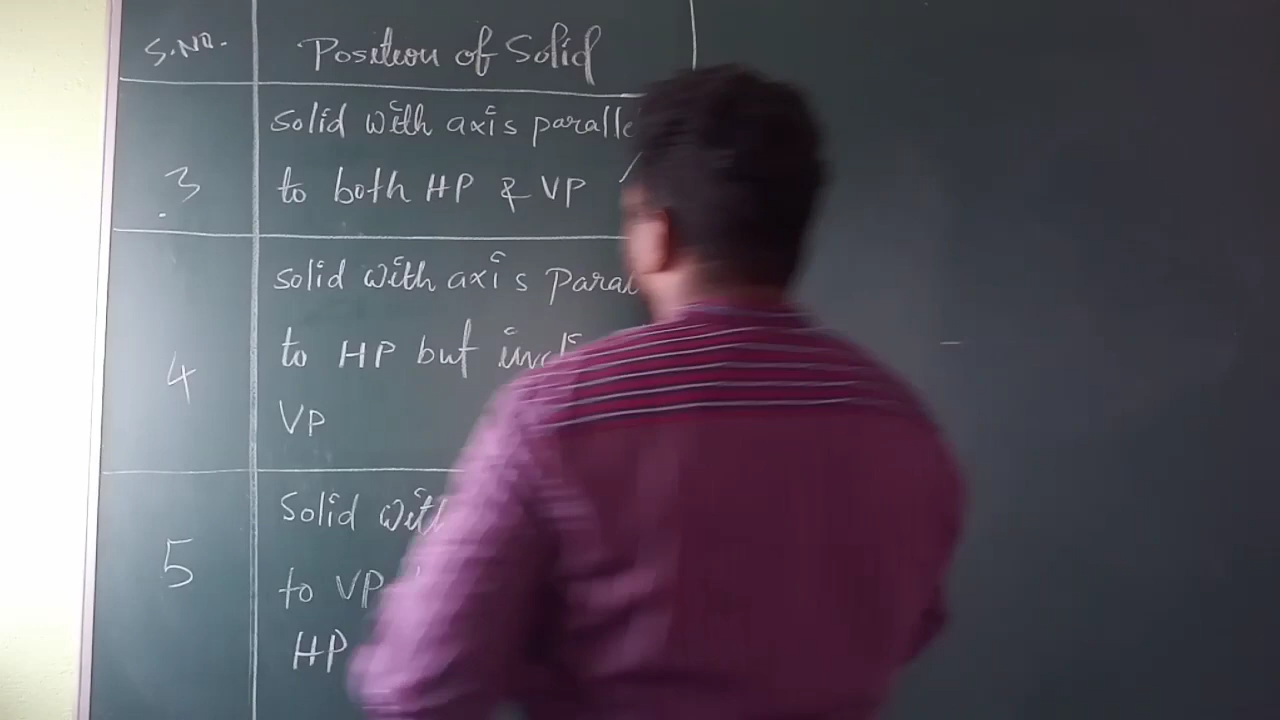 S.No. Position of Solid
3. solid with axis paralle
to both HP & VP
4 solid with axis Paral
to HP but incl
VP
5 Solid with
to VP
HP